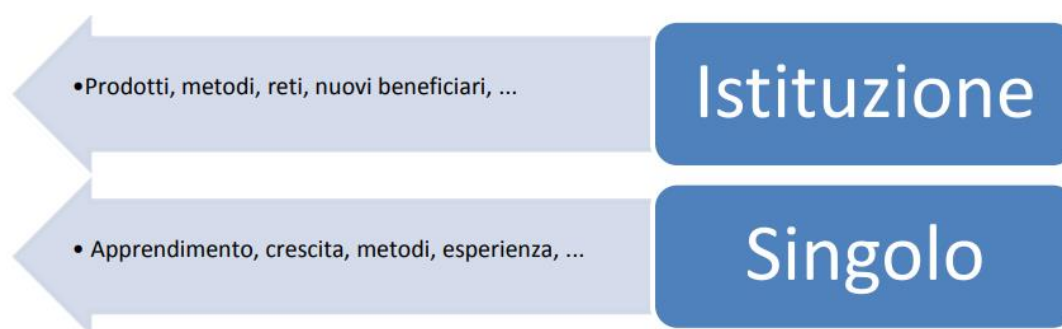 •Prodotti, metodi, reti, nuovi beneficiari, ...
Istituzione
• Apprendimento, crescita, metodi, esperienza, ...
Singolo